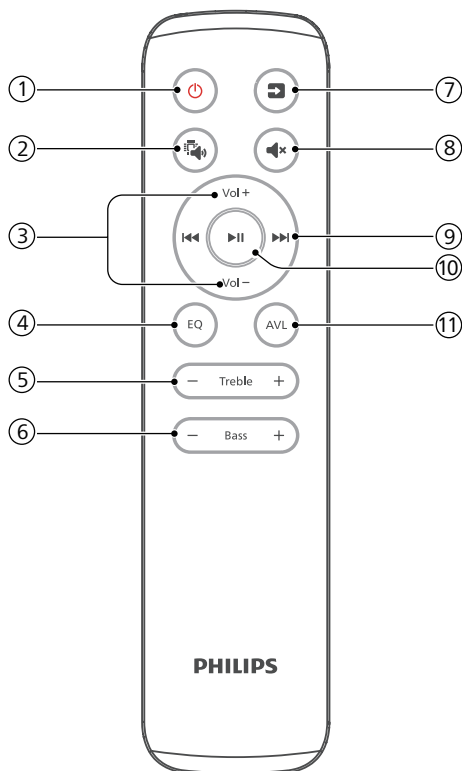 ① ⑦
② ⑧
Vol +
③ ⑨
⑩
Vol −
④ EQ AVL ⑪
⑤ − Treble +
⑥ − Bass +
PHILIPS